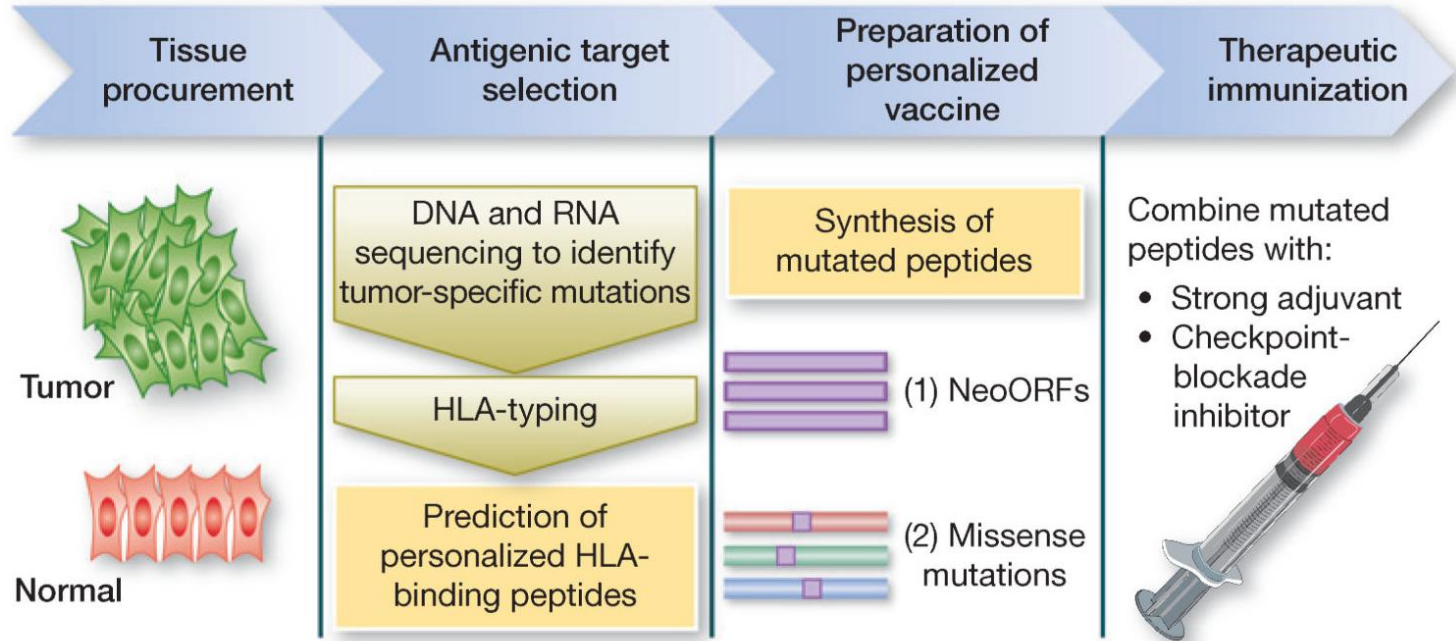 Tissue
procurement
Antigenic target
selection
Preparation of
personalized
vaccine
Therapeutic
immunization
Tumor
Normal
DNA and RNA
sequencing to identify
tumor-specific mutations
HLA-typing
Prediction of
personalized HLA-
binding peptides
Synthesis of
mutated peptides
(1) NeoORFs
(2) Missense
mutations
Combine mutated
peptides with:
• Strong adjuvant
• Checkpoint-
blockade
inhibitor